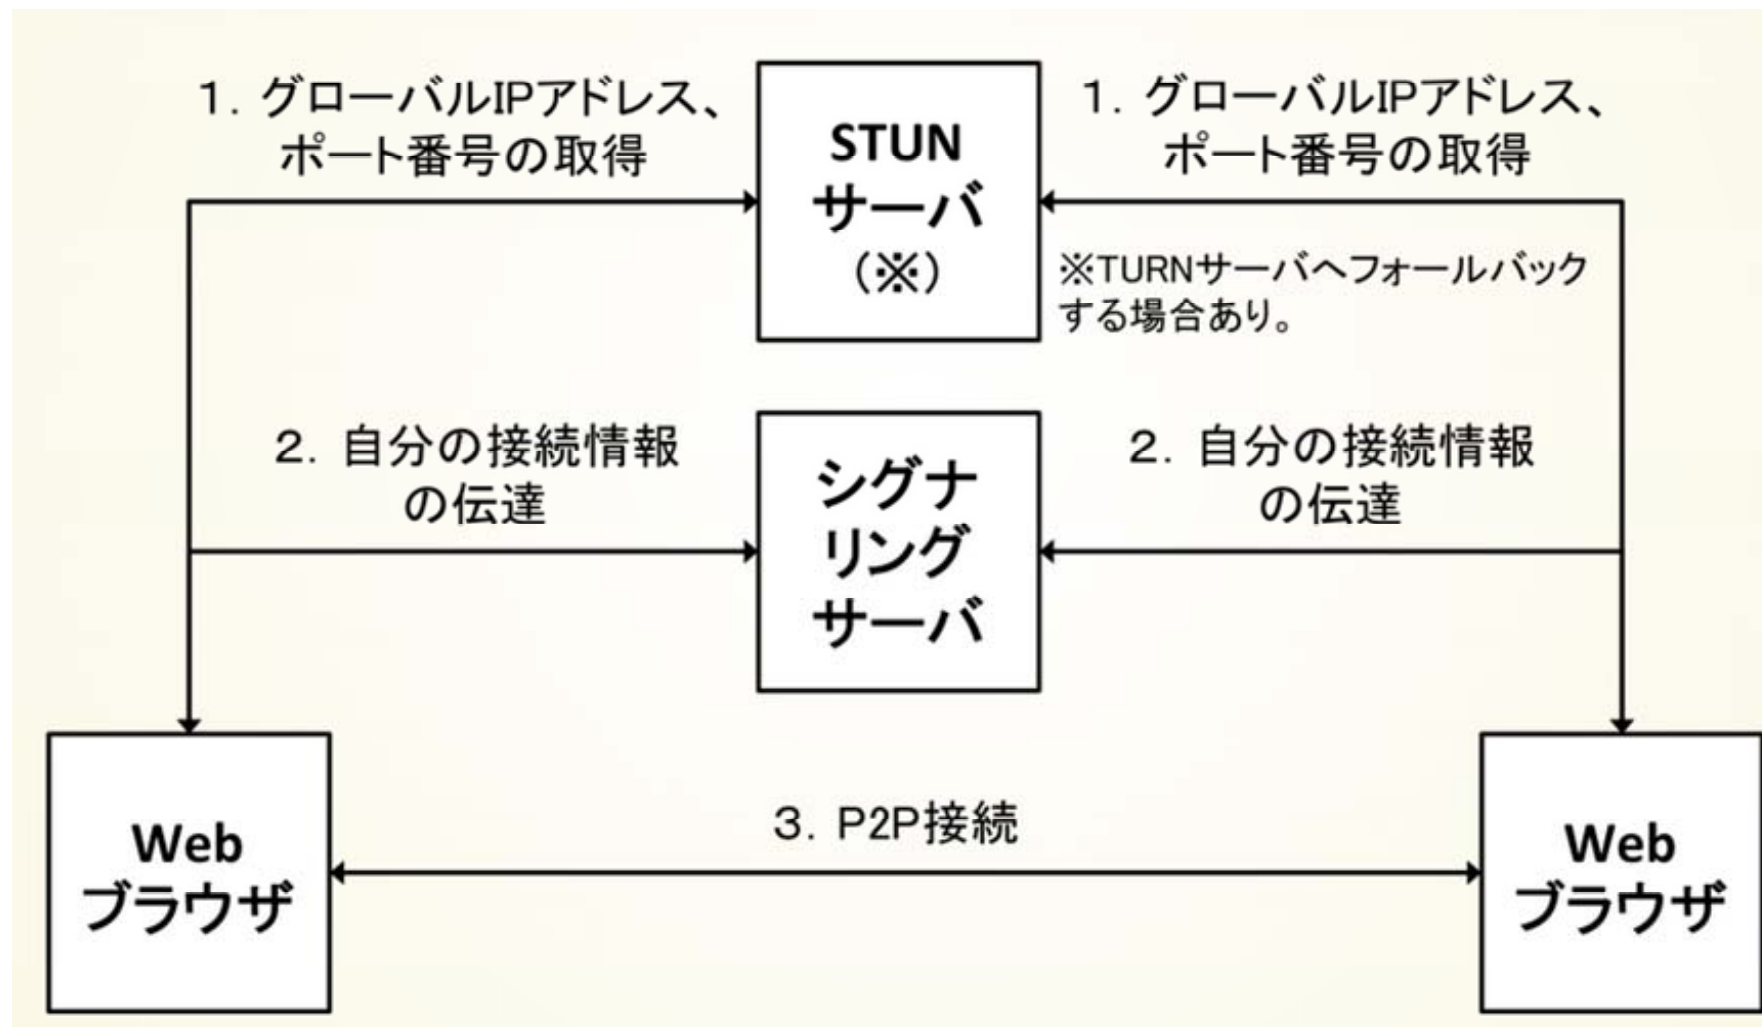 1．グローバルIPアドレス、
ポート番号の取得
STUN
サーバ
（※）
1．グローバルIPアドレス、
ポート番号の取得
※TURNサーバへフォールバック
する場合あり。
2．自分の接続情報
の伝達
シグナ
リング
サーバ
2．自分の接続情報
の伝達
Web
ブラウザ
3．P2P接続
Web
ブラウザ